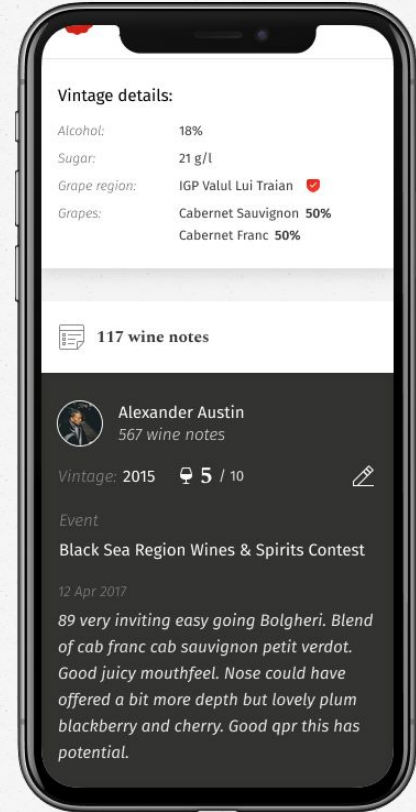 Vintage details:
Alcohol: 18%
Sugar: 21 g/l
Grape region: IGP Valul Lui Traian
Grapes: Cabernet Sauvignon 50%
Cabernet Franc 50%
117 wine notes
Alexander Austin
567 wine notes
Vintage: 2015 5 / 10
Event
Black Sea Region Wines & Spirits Contest
12 Apr 2017
89 very inviting easy going Bolgheri. Blend
of cab franc cab sauvignon petit verdot.
Good juicy mouthfeel. Nose could have
offered a bit more depth but lovely plum
blackberry and cherry. Good qpr this has
potential.